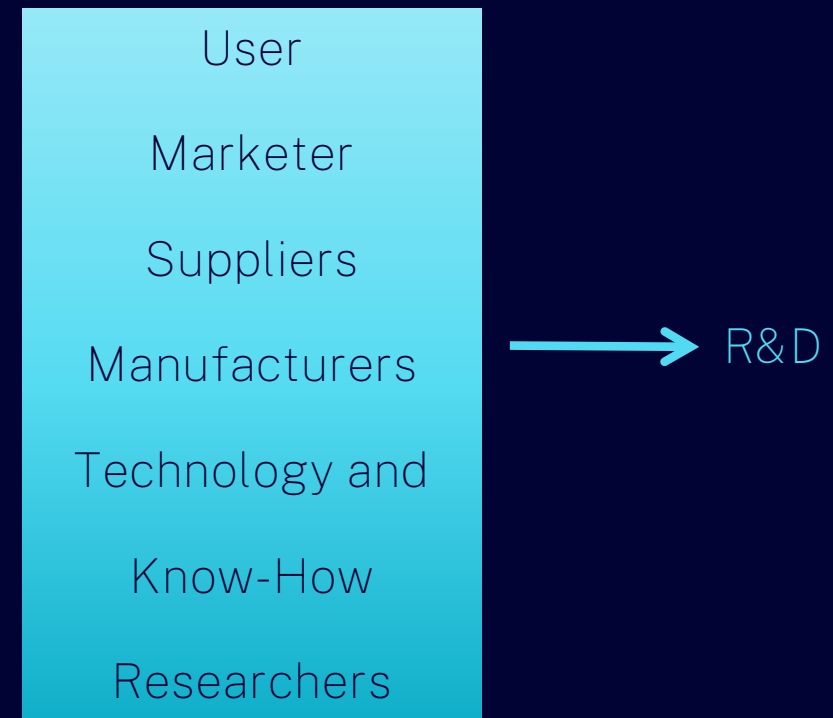 User
Marketer
Suppliers
Manufacturers
R&D
Technology and
Know-How
Researchers